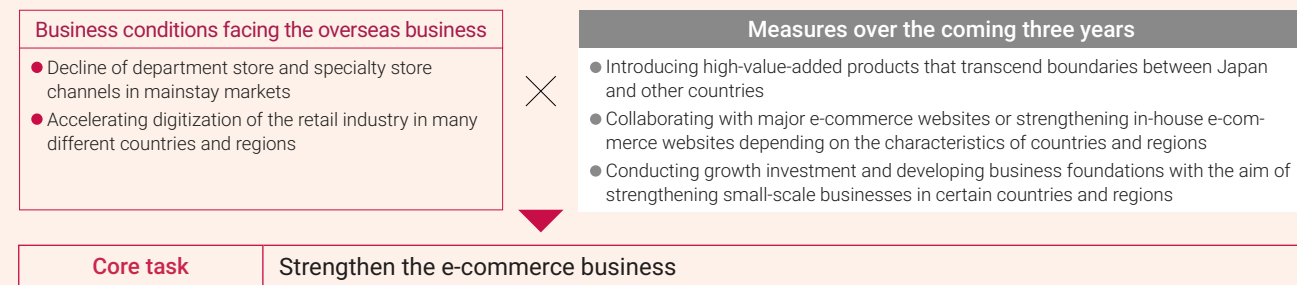 Business conditions facing the overseas business
● Decline of department store and specialty store
channels in mainstay markets
● Accelerating digitization of the retail industry in many
different countries and regions
Measures over the coming three years
● Introducing high-value-added products that transcend boundaries between Japan
and other countries
● Collaborating with major e-commerce websites or strengthening in-house e-com-
merce websites depending on the characteristics of countries and regions
● Conducting growth investment and developing business foundations with the aim of
strengthening small-scale businesses in certain countries and regions
Core task
Strengthen the e-commerce business